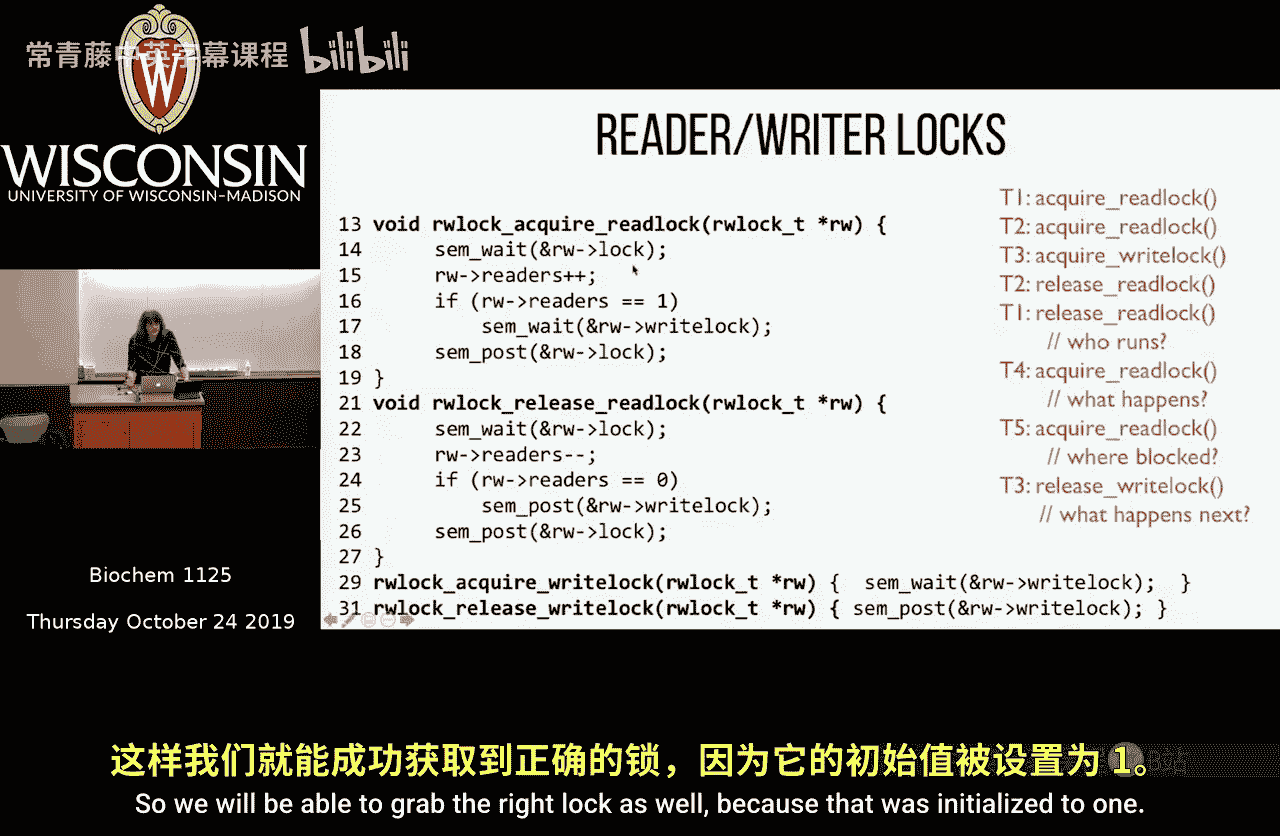 常青藤中英字幕课程 bilibili
W
WISCONSIN
UNIVERSITY OF WISCONSIN-MADISON
READER/WRITER LOCKS
13 void rwlock_acquire_readlock(rwlock_t *rw) {
14 sem_wait(&rw->lock);
15 rw->readers++;
16 if (rw->readers == 1)
17 sem_wait(&rw->writelock);
18 sem_post(&rw->lock);
19 }
21 void rwlock_release_readlock(rwlock_t *rw) {
22 sem_wait(&rw->lock);
23 rw->readers--;
24 if (rw->readers == 0)
25 sem_post(&rw->writelock);
26 sem_post(&rw->lock);
27 }
29 rwlock_acquire_writelock(rwlock_t *rw) { sem_wait(&rw->writelock); }
31 rwlock_release_writelock(rwlock_t *rw) { sem_post(&rw->writelock); }
T1: acquire_readlock()
T2: acquire_readlock()
T3: acquire_writelock()
T2: release_readlock()
T1: release_readlock()
// who runs?
T4: acquire_readlock()
// what happens?
T5: acquire_readlock()
// where blocked?
T3: release_writelock()
// what happens next?
Biochem 1125
Thursday October 24 2019
这样我们就能成功获取到正确的锁，因为它的初始值被设置为 1。
So we will be able to grab the right lock as well, because that was initialized to one.